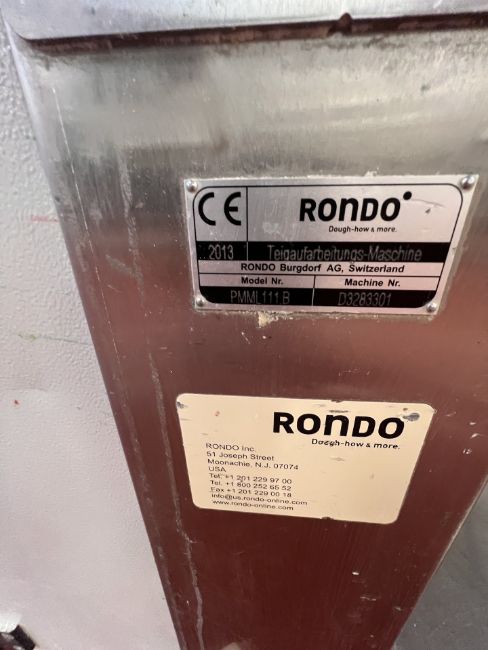 CE
RONDO
Dough-how & more.
2013 Teigaufarbeitungs-Maschine
RONDO Burgdorf AG, Switzerland
Model Nr. Machine Nr.
PMML111 B D3283301
RONDO
Dough-how & more.
RONDO Inc.
51 Joseph Street
Moonachie, N.J. 07074
USA
Tel. +1 201 229 97 00
Tel. +1 800 252 65 52
Fax +1 201 229 00 18
info@us.rondo-online.com
www.rondo-online.com